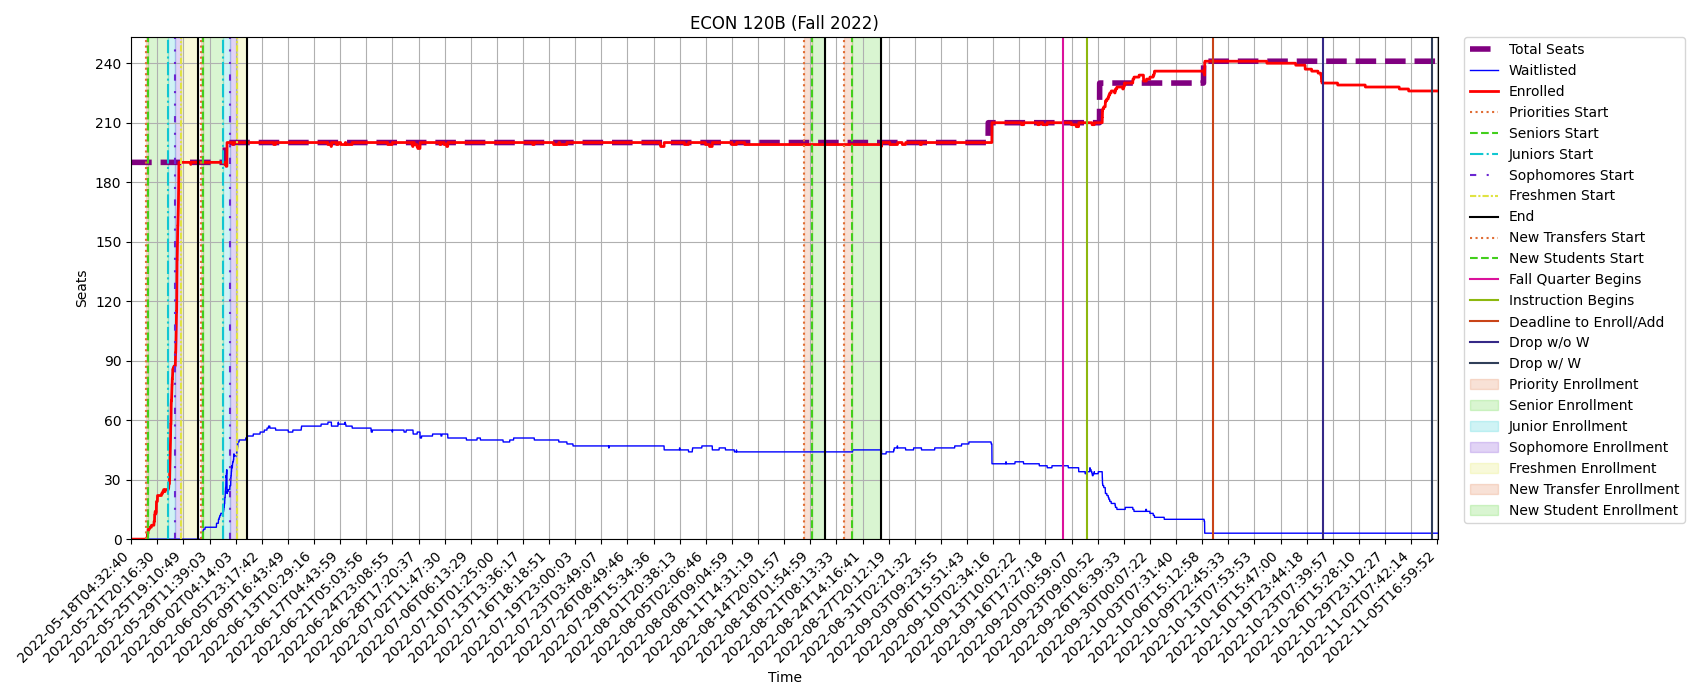 ECON 120B (Fall 2022)
Seats
240
210
180
150
120
90
60
30
0
2022-05-18T04:32:40
2022-05-21T20:16:30
2022-05-25T19:10:49
2022-05-29T11:39:03
2022-06-02T04:14:03
2022-06-05T23:17:42
2022-06-09T16:43:49
2022-06-13T10:29:16
2022-06-17T04:43:59
2022-06-21T05:03:56
2022-06-24T23:08:55
2022-06-28T17:20:37
2022-07-02T11:47:30
2022-07-06T06:13:29
2022-07-10T01:25:00
2022-07-13T13:36:17
2022-07-16T18:18:51
2022-07-19T23:00:03
2022-07-23T03:49:07
2022-07-26T08:49:46
2022-07-29T15:34:36
2022-08-01T20:38:13
2022-08-05T02:06:46
2022-08-08T09:04:59
2022-08-11T14:31:19
2022-08-14T20:01:57
2022-08-18T01:54:59
2022-08-21T08:13:33
2022-08-24T14:16:41
2022-08-27T20:12:19
2022-08-31T02:21:32
2022-09-03T09:23:55
2022-09-06T15:51:43
2022-09-10T02:34:16
2022-09-13T10:02:22
2022-09-16T17:27:18
2022-09-20T00:59:07
2022-09-23T09:00:52
2022-09-26T16:39:33
2022-09-30T00:07:22
2022-10-03T07:31:40
2022-10-06T15:12:58
2022-10-09T22:45:33
2022-10-13T07:53:53
2022-10-16T15:47:00
2022-10-19T23:44:18
2022-10-23T07:39:57
2022-10-26T15:28:10
2022-10-29T23:12:27
2022-11-02T07:42:14
2022-11-05T16:59:52
Time
Total Seats
Waitlisted
Enrolled
Priorities Start
Seniors Start
Juniors Start
Sophomores Start
Freshmen Start
End
New Transfers Start
New Students Start
Fall Quarter Begins
Instruction Begins
Deadline to Enroll/Add
Drop w/o W
Drop w/ W
Priority Enrollment
Senior Enrollment
Junior Enrollment
Sophomore Enrollment
Freshmen Enrollment
New Transfer Enrollment
New Student Enrollment